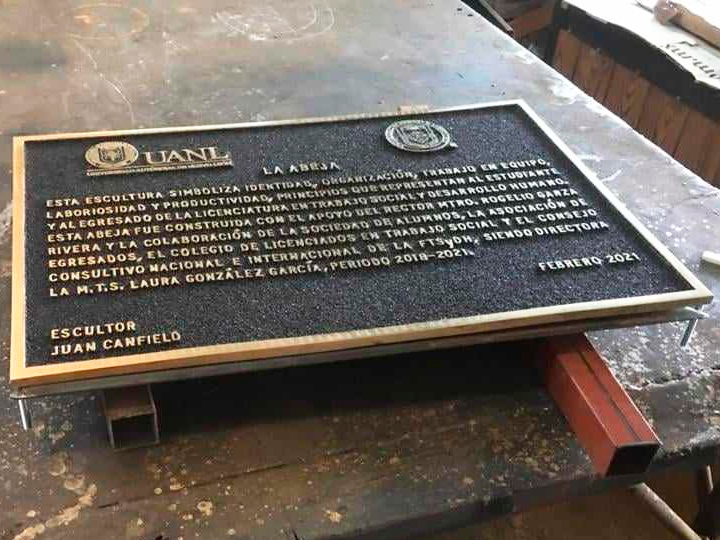 UANL
LA ABEJA
ESTA ESCULTURA SIMBOLIZA IDENTIDAD, ORGANIZACIÓN, TRABAJO EN EQUIPO,
LABORIOSIDAD Y PRODUCTIVIDAD, MUNCIPIOS QUE REPRESENTAN AL ESTUDIANTE
Y AL EGRESADO DE LA LICENCIATURA EN TRABAJO SOCIAL Y DESARROLLO HUMANO.
ESTA ABEJA FUE CONSTRUIDA CON EL APOYO DEL RECTOR MTRO. ROGELIO GARZA
RIVERA Y LA COLABORACIÓN DE LA SOCIEDAD DE ALUMNOS, LA ASOCIACIÓN DE
EGRESADOS, EL COLEGIO DE LICENCIADOS EN TRABAJO SOCIAL Y EL CONSEJO
CONSULTIVO NACIONAL E INTERNACIONAL DE LA FTSyDH, SIENDO DIRECTORA
LA M.T.S. LAURA GONZÁLEZ GARCÍA, PERIODO 2018-2021.
FEBRERO 2021
ESCULTOR
JUAN CANFIELD